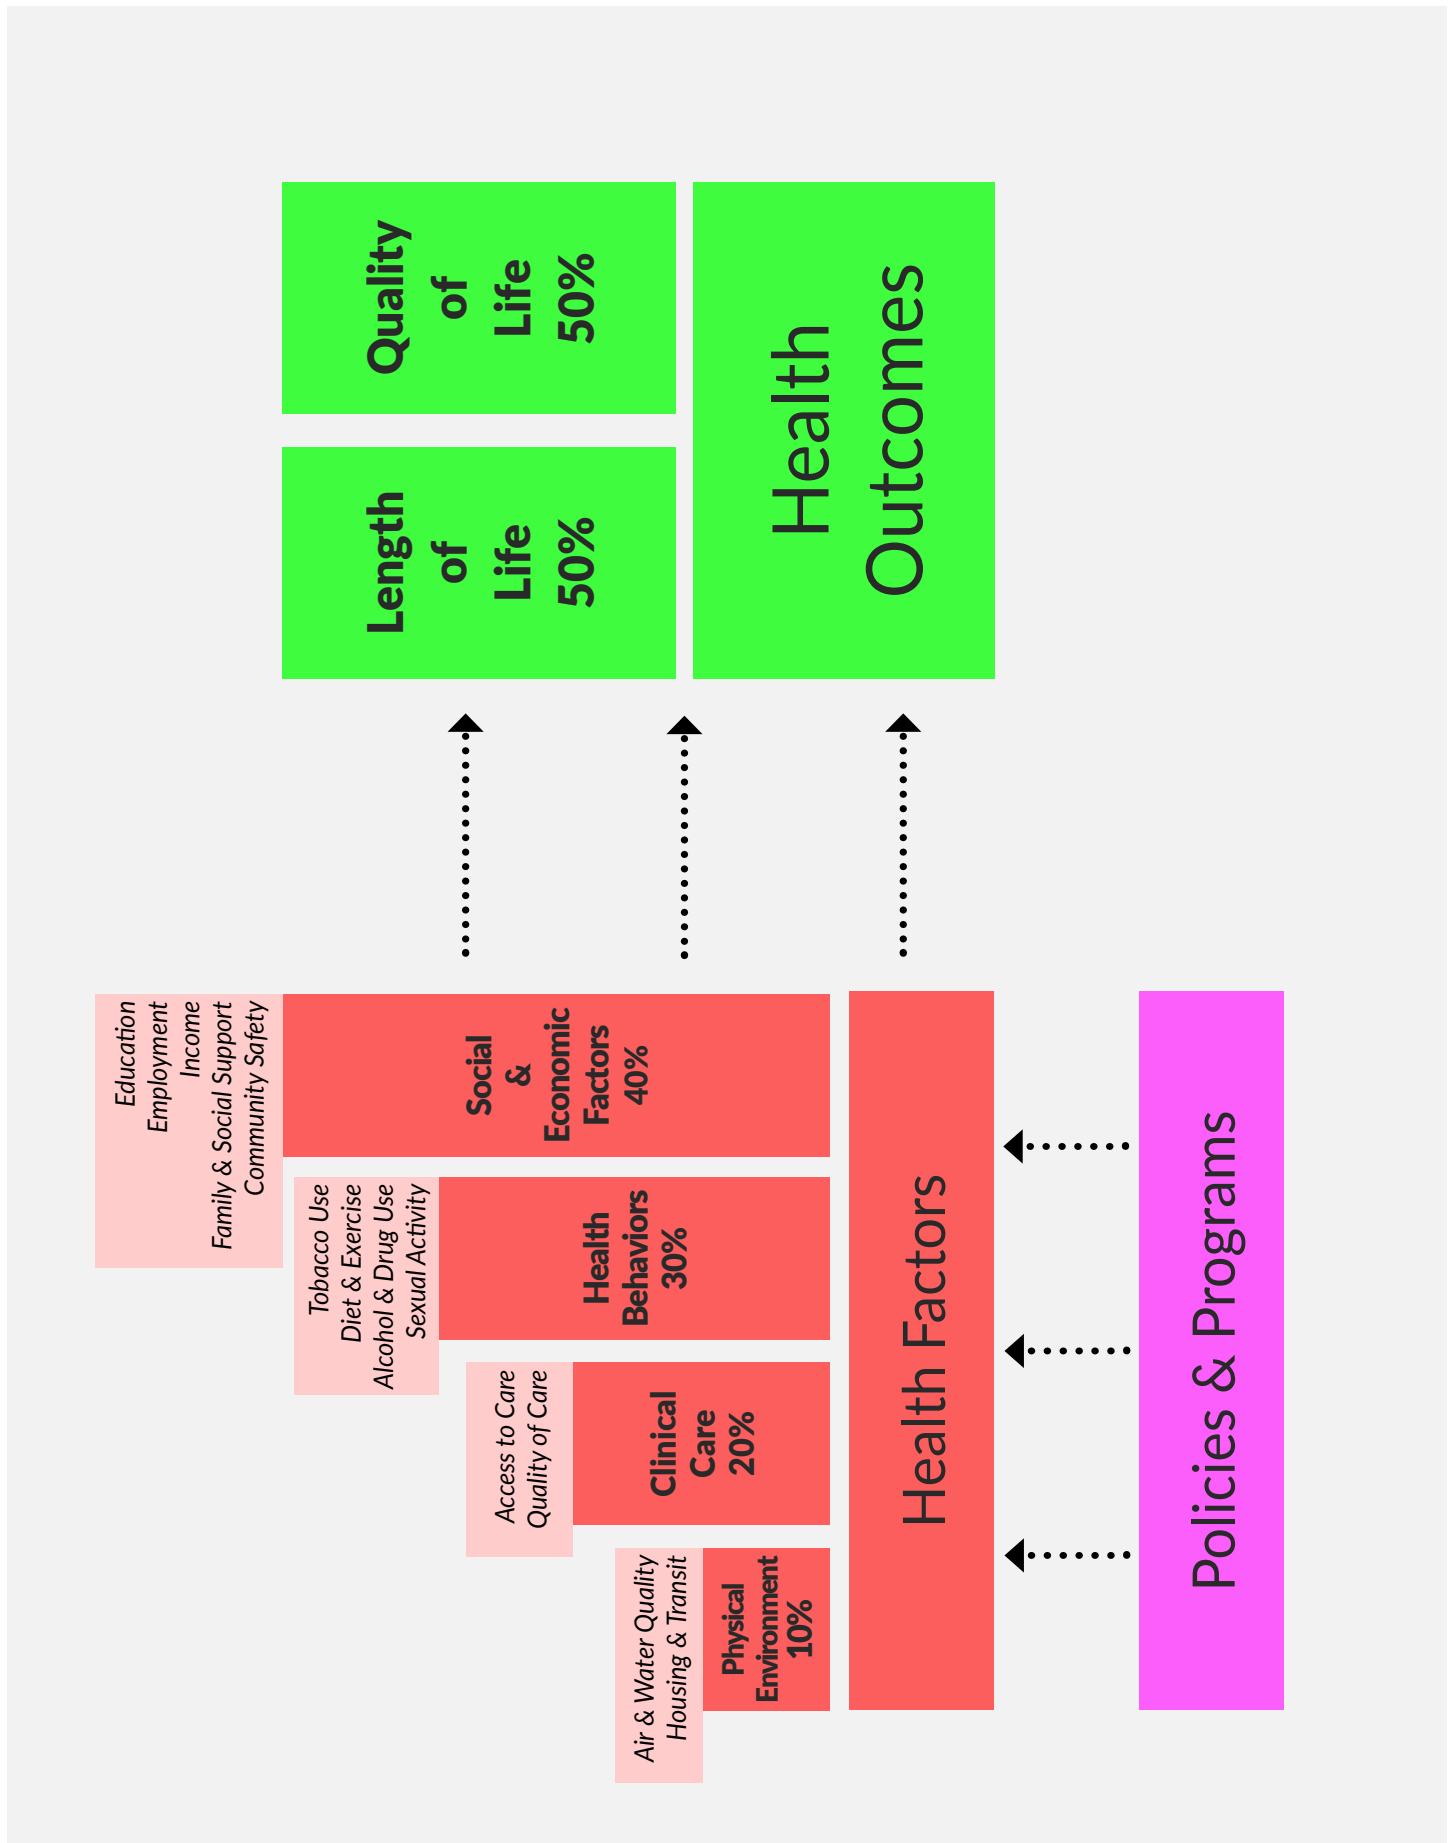 Air & Water Quality
Housing & Transit
Physical
Environment
10%
Access to Care
Quality of Care
Clinical
Care
20%
Tobacco Use
Diet & Exercise
Alcohol & Drug Use
Sexual Activity
Health
Behaviors
30%
Education
Employment
Income
Family & Social Support
Community Safety
Social
&
Economic
Factors
40%
Health Factors
Policies & Programs
Length
of
Life
50%
Quality
of
Life
50%
Health
Outcomes